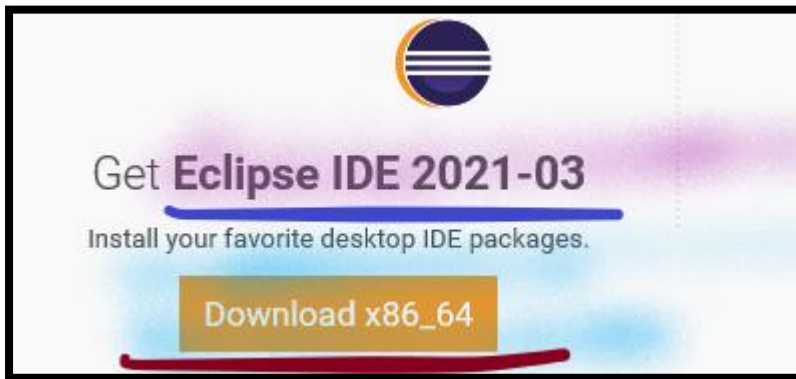 Get Eclipse IDE 2021-03
Install your favorite desktop IDE packages.
Download x86_64